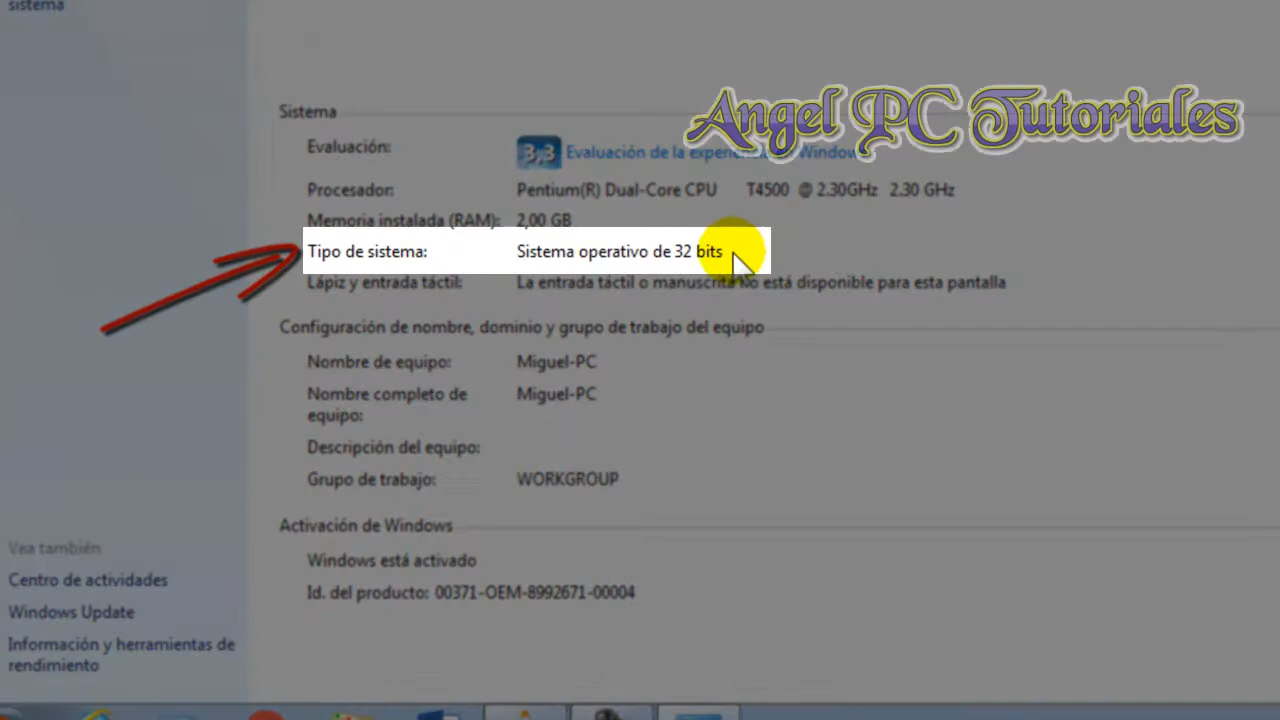 sistema
Angel PC Tutoriales
Sistema
Evaluación: 3,3 Evaluación de la experiencia Windows
Procesador: Pentium(R) Dual-Core CPU T4500 @ 2.30GHz 2.30 GHz
Memoria instalada (RAM): 2,00 GB
Tipo de sistema: Sistema operativo de 32 bits
Lápiz y entrada táctil: La entrada táctil o manuscrita no está disponible para esta pantalla
Configuración de nombre, dominio y grupo de trabajo del equipo
Nombre de equipo: Miguel-PC
Nombre completo de Miguel-PC
equipo:
Descripción del equipo:
Grupo de trabajo: WORKGROUP
Activación de Windows
Windows está activado
Id. del producto: 00371-OEM-8992671-00004
Vea también
Centro de actividades
Windows Update
Información y herramientas de
rendimiento